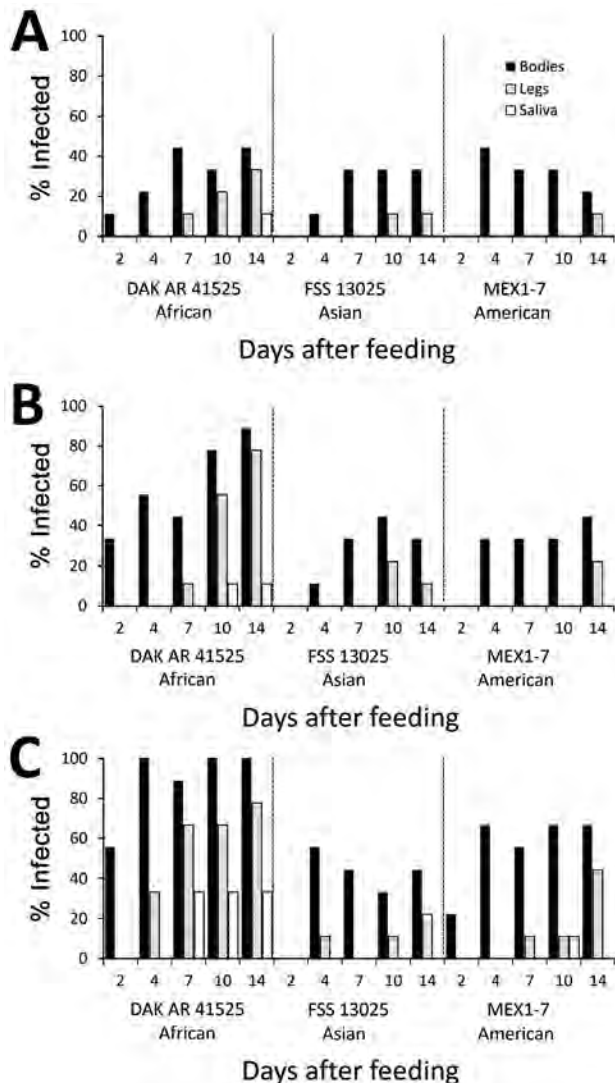 A
% Infected
100
80
60
40
20
0
Bodies
Legs
Saliva
2 4 7 10 14 2 4 7 10 14 2 4 7 10 14
DAK AR 41525 FSS 13025 MEX1-7
African Asian American
Days after feeding
B
% Infected
100
80
60
40
20
0
2 4 7 10 14 2 4 7 10 14 2 4 7 10 14
DAK AR 41525 FSS 13025 MEX1-7
African Asian American
Days after feeding
C
% Infected
100
80
60
40
20
0
2 4 7 10 14 2 4 7 10 14 2 4 7 10 14
DAK AR 41525 FSS 13025 MEX1-7
African Asian American
Days after feeding